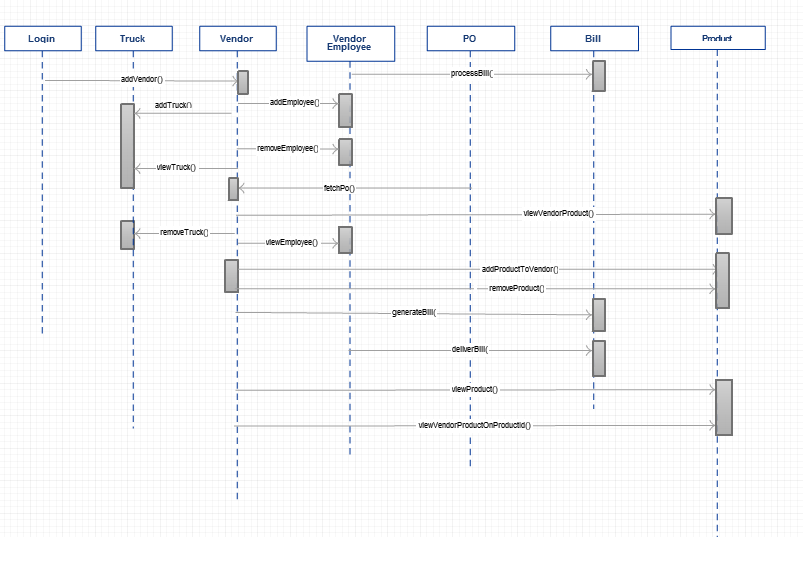 Login
Truck
Vendor
Vendor
Employee
PO
Bill
Product
processBill(
addVendor()
addEmployee()
addTruck()
removeEmployee()
viewTruck()
fetchPo()
viewVendorProduct()
removeTruck()
viewEmployee()
addProductToVendor()
removeProduct()
generateBill(
deliverBill(
viewProduct()
viewVendorProductOnProductId()